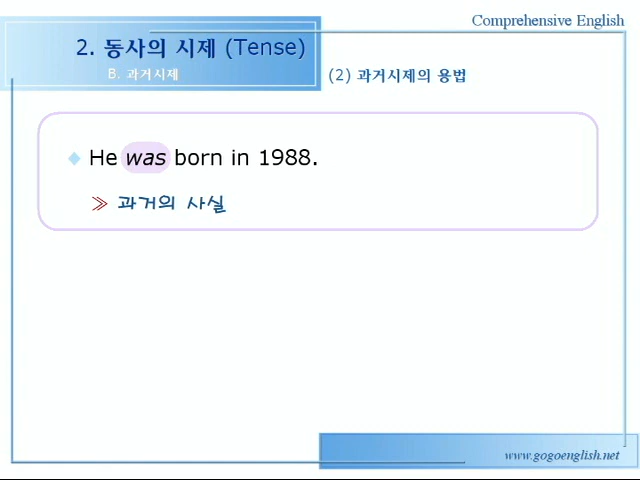 Comprehensive English
2. 동사의 시제 (Tense)
B. 과거시제
(2) 과거시제의 용법
He was born in 1988.
≫ 과거의 사실
www.gogoenglish.net